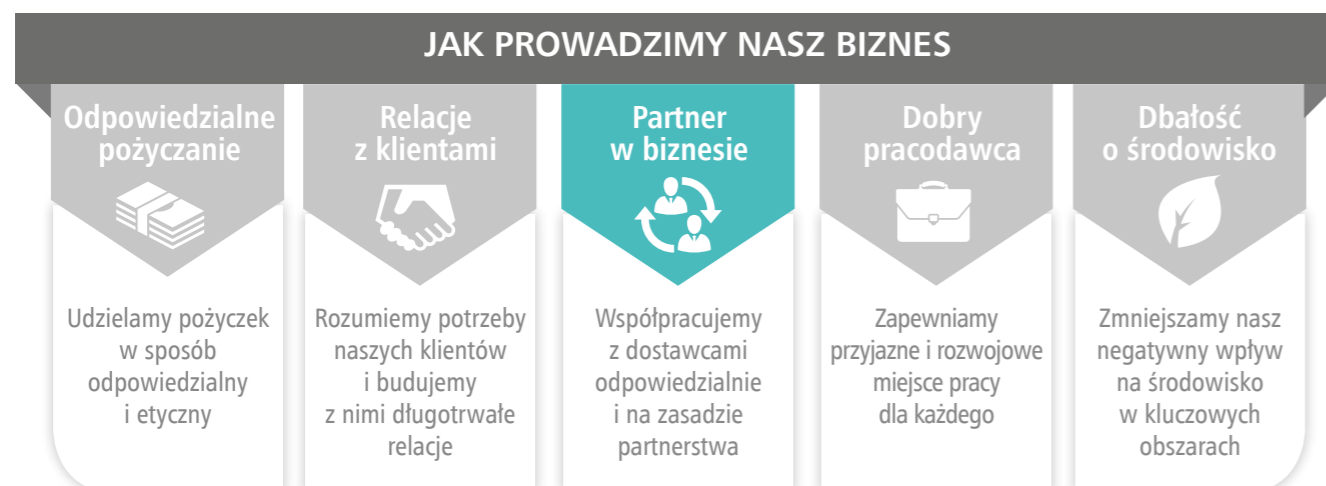 JAK PROWADZIMY NASZ BIZNES
Odpowiedzialne
pożyczanie
Udzielamy pożyczek
w sposób
odpowiedzialny
i etyczny
Relacje
z klientami
Rozumiemy potrzeby
naszych klientów
i budujemy
z nimi długotrwałe
relacje
Partner
w biznesie
Współpracujemy
z dostawcami
odpowiedzialnie
i na zasadzie
partnerstwa
Dobry
pracodawca
Zapewniamy
przyjazne i rozwojowe
miejsce pracy
dla każdego
Dbałość
o środowisko
Zmniejszamy nasz
negatywny wpływ
na środowisko
w kluczowych
obszarach